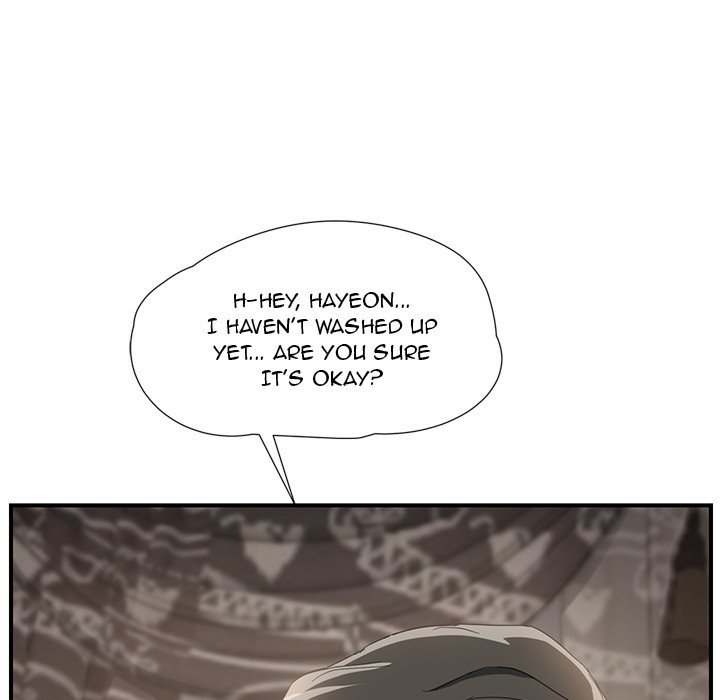 H-HEY, HAYEON...
I HAVEN'T WASHED UP
YET... ARE YOU SURE
IT'S OKAY?